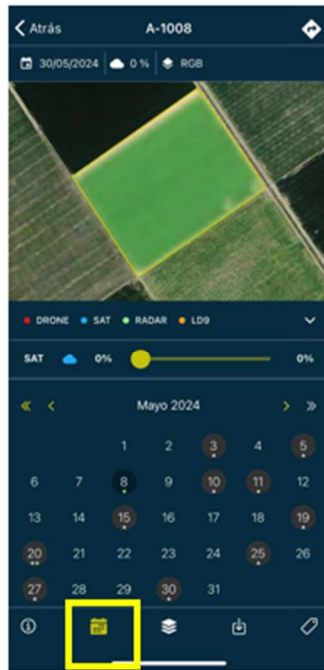 Atrás A-1008
30/05/2024 0 % RGB
DRONE SAT RADAR LD9
SAT 0% 0%
« < Mayo 2024 > »
1 2 3 4 5
6 7 8 9 10 11 12
13 14 15 16 17 18 19
20 21 22 23 24 25 26
27 28 29 30 31